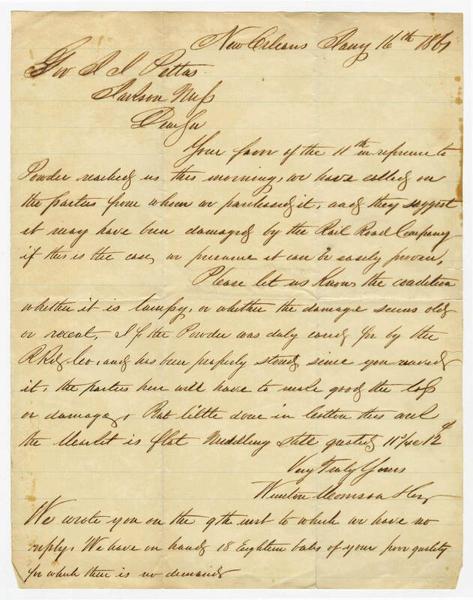 New Orleans Jany 16th 1861
Gov J J Pettus
Jackson Miss
Dear Sir
Your favor of the 11th in reference to
Powder reached us this morning, we have called on
the parties from whom we purchased it, and they suggest
it may have been damaged by the Rail Road Company
if this is the case, we presume it can be easily proven,
Please let us know the condition
whether it is lumpy, or whether the damage seems old
or recent, If the Powder was duly cared for by the
R Rd Co, and has been properly stored since you received
it, the parties here will have to make good the loss
or damage, But little done in Cotton this
the Market is flat Middling still quoted
Very Truly Yours

We wrote you on the 9th inst to which we have no
reply, We have on hand 18 Eighteen bales of your poor quality
for which there is no demand